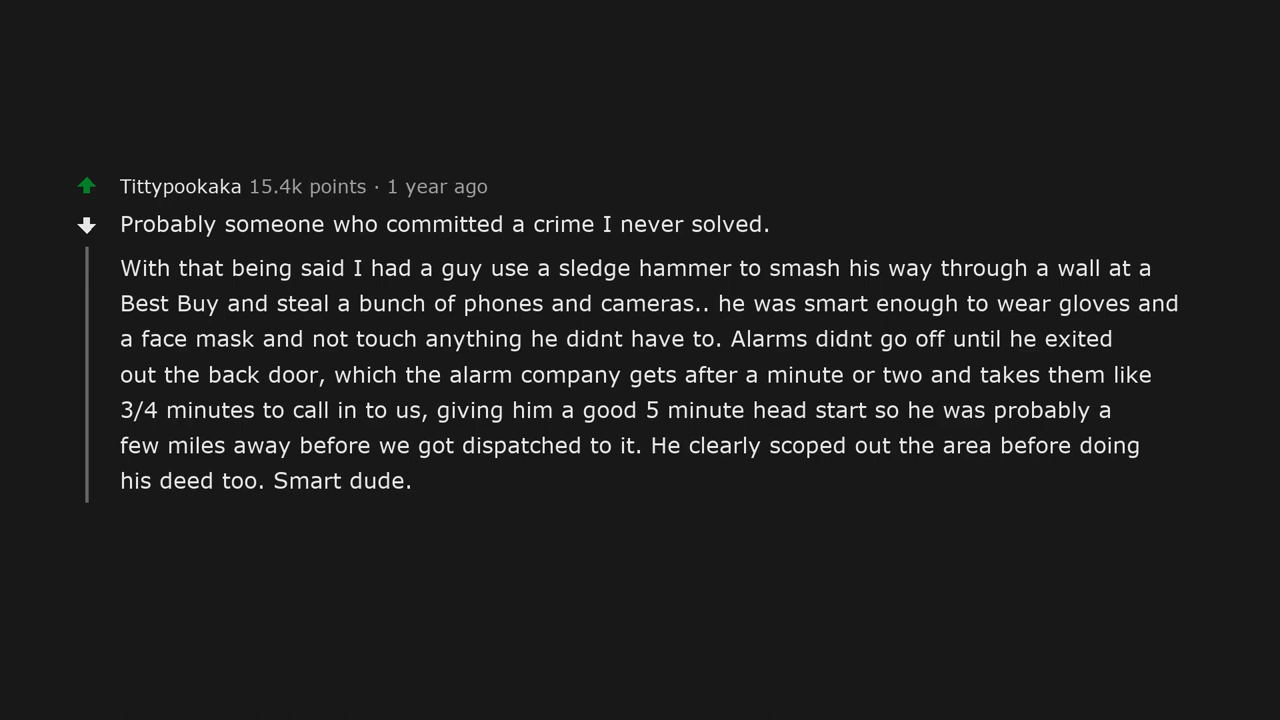 Tittypookaka 15.4k points · 1 year ago
Probably someone who committed a crime I never solved.
With that being said I had a guy use a sledge hammer to smash his way through a wall at a
Best Buy and steal a bunch of phones and cameras.. he was smart enough to wear gloves and
a face mask and not touch anything he didnt have to. Alarms didnt go off until he exited
out the back door, which the alarm company gets after a minute or two and takes them like
3/4 minutes to call in to us, giving him a good 5 minute head start so he was probably a
few miles away before we got dispatched to it. He clearly scoped out the area before doing
his deed too. Smart dude.